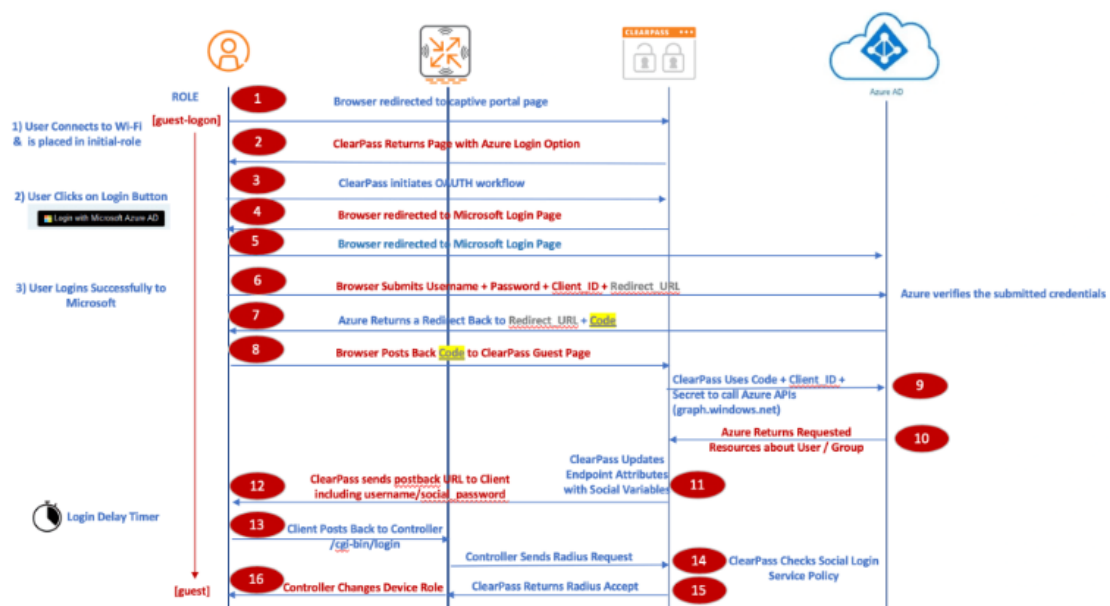 CLEARPASS
Azure AD
ROLE
[guest-logon]
1
Browser redirected to captive portal page
1) User Connects to Wi-Fi
& is placed in initial-role
2
ClearPass Returns Page with Azure Login Option
3
ClearPass initiates OAUTH workflow
2) User Clicks on Login Button
Login with Microsoft Azure AD
4
Browser redirected to Microsoft Login Page
5
Browser redirected to Microsoft Login Page
3) User Logins Successfully to
Microsoft
6
Browser Submits Username + Password + Client_ID + Redirect_URL
Azure verifies the submitted credentials
7
Azure Returns a Redirect Back to Redirect_URL + Code
8
Browser Posts Back Code to ClearPass Guest Page
ClearPass Uses Code + Client_ID +
Secret to call Azure APIs
(graph.windows.net)
9
Azure Returns Requested
Resources about User / Group
10
ClearPass Updates
Endpoint Attributes
with Social Variables
11
12
ClearPass sends postback URL to Client
including username/social_password
Login Delay Timer
13
Client Posts Back to Controller
/cgi-bin/login
Controller Sends Radius Request
14
ClearPass Checks Social Login
Service Policy
[guest]
16
Controller Changes Device Role
ClearPass Returns Radius Accept
15